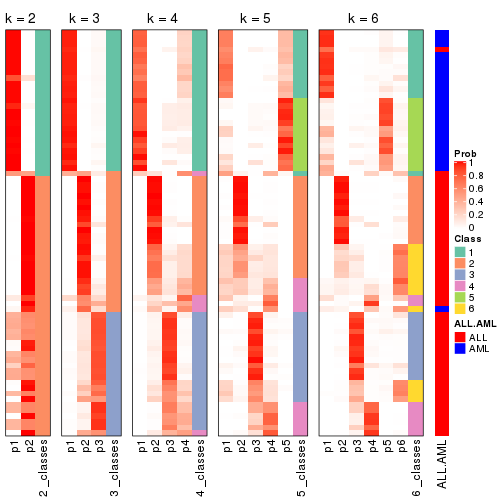 k = 2 k = 3 k = 4 k = 5 k = 6
Prob
1
0.8
0.6
0.4
0.2
0
Class
1
2
3
4
5
6
ALL.AML
ALL
AML
p1 p2 2_classes
p1 p2 p3 3_classes
p1 p2 p3 p4 4_classes
p1 p2 p3 p4 p5 5_classes
p1 p2 p3 p4 p5 p6 6_classes
ALL.AML